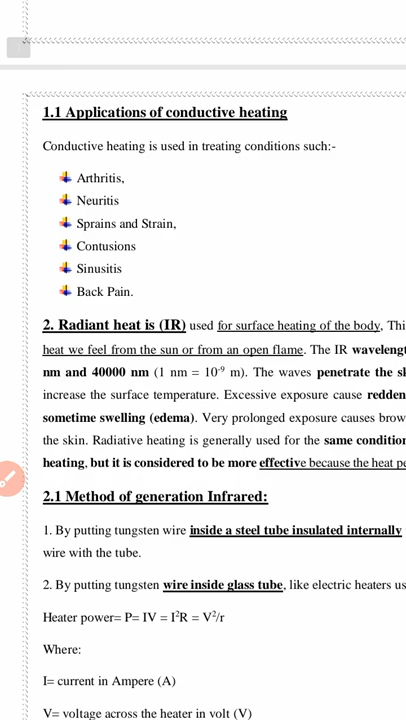 1.1 Applications of conductive heating
Conductive heating is used in treating conditions such:-
Arthritis,
Neuritis
Sprains and Strain,
Contusions
Sinusitis
Back Pain.
2. Radiant heat is (IR) used for surface heating of the body, Thi
heat we feel from the sun or from an open flame. The IR wavelengt
nm and 40000 nm (1 nm = 10⁻⁹ m). The waves penetrate the sk
increase the surface temperature. Excessive exposure cause redden
sometime swelling (edema). Very prolonged exposure causes brow
the skin. Radiative heating is generally used for the same condition
heating, but it is considered to be more effective because the heat pe
2.1 Method of generation Infrared:
1. By putting tungsten wire inside a steel tube insulated internally
wire with the tube.
2. By putting tungsten wire inside glass tube, like electric heaters us
Heater power= P= IV = I²R = V²/r
Where:
I= current in Ampere (A)
V= voltage across the heater in volt (V)